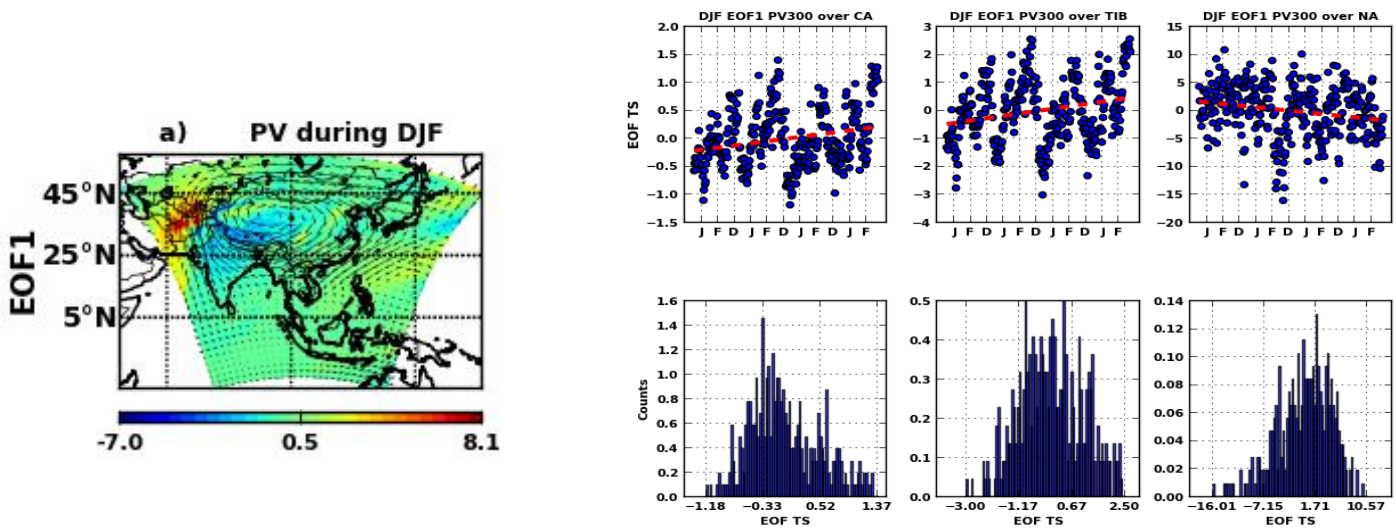 a) PV during DJF
EOF1
45°N
25°N
5°N
-7.0 0.5 8.1
DJF EOF1 PV300 over CA
EOF TS
2.0
1.5
1.0
0.5
0.0
−0.5
−1.0
−1.5
J F D J F D J F D J F
DJF EOF1 PV300 over TIB
3
2
1
0
−1
−2
−3
−4
J F D J F D J F D J F
DJF EOF1 PV300 over NA
15
10
5
0
−5
−10
−15
−20
J F D J F D J F D J F
Counts
1.6
1.4
1.2
1.0
0.8
0.6
0.4
0.2
0.0
−1.18 −0.33 0.52 1.37
EOF TS
0.5
0.4
0.3
0.2
0.1
0.0
−3.00 −1.17 0.67 2.50
EOF TS
0.14
0.12
0.10
0.08
0.06
0.04
0.02
0.00
−16.01 −7.15 1.71 10.57
EOF TS